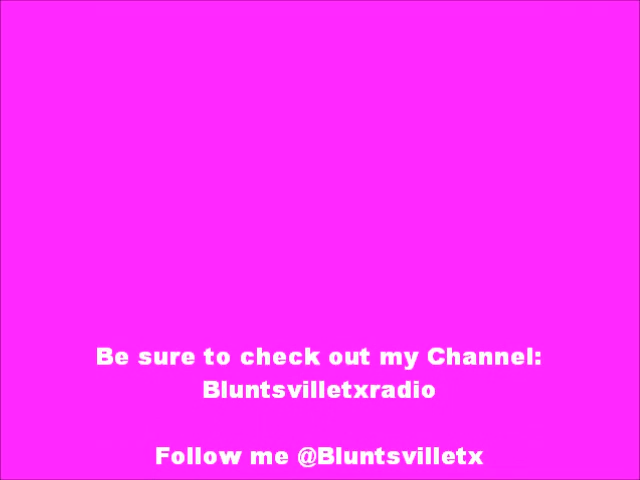 Be sure to check out my Channel:
Bluntsvilletxradio
Follow me @Bluntsvilletx